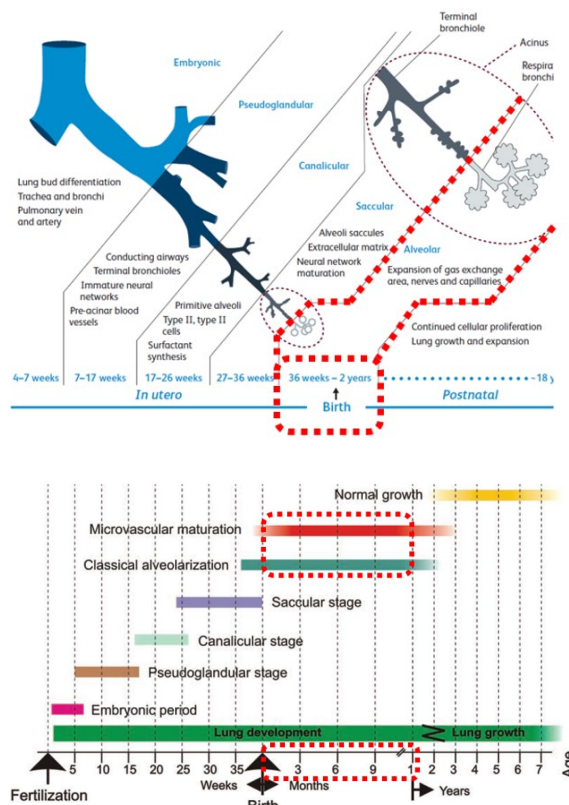 Terminal
bronchiole
Acinus
Respira
bronchi
Embryonic
Pseudoglandular
Canalicular
Saccular
Alveolar
Lung bud differentiation
Trachea and bronchi
Pulmonary vein
and artery
Conducting airways
Terminal bronchioles
Immature neural
networks
Pre-acinar blood
vessels
Primitive alveoli
Type II, type II
cells
Surfactant
synthesis
Alveoli saccules
Extracellular matrix
Neural network
maturation
Expansion of gas exchange
area, nerves and capillaries
Continued cellular proliferation
Lung growth and expansion
4–7 weeks 7–17 weeks 17–26 weeks 27–36 weeks 36 weeks – 2 years -18 y
In utero Birth Postnatal
Normal growth
Microvascular maturation
Classical alveolarization
Saccular stage
Canalicular stage
Pseudoglandular stage
Embryonic period
Lung development Lung growth
5 10 15 20 25 30 35 3 6 9 1 2 3 4 5 6 7 Age
Weeks Months Years
Fertilization Birth